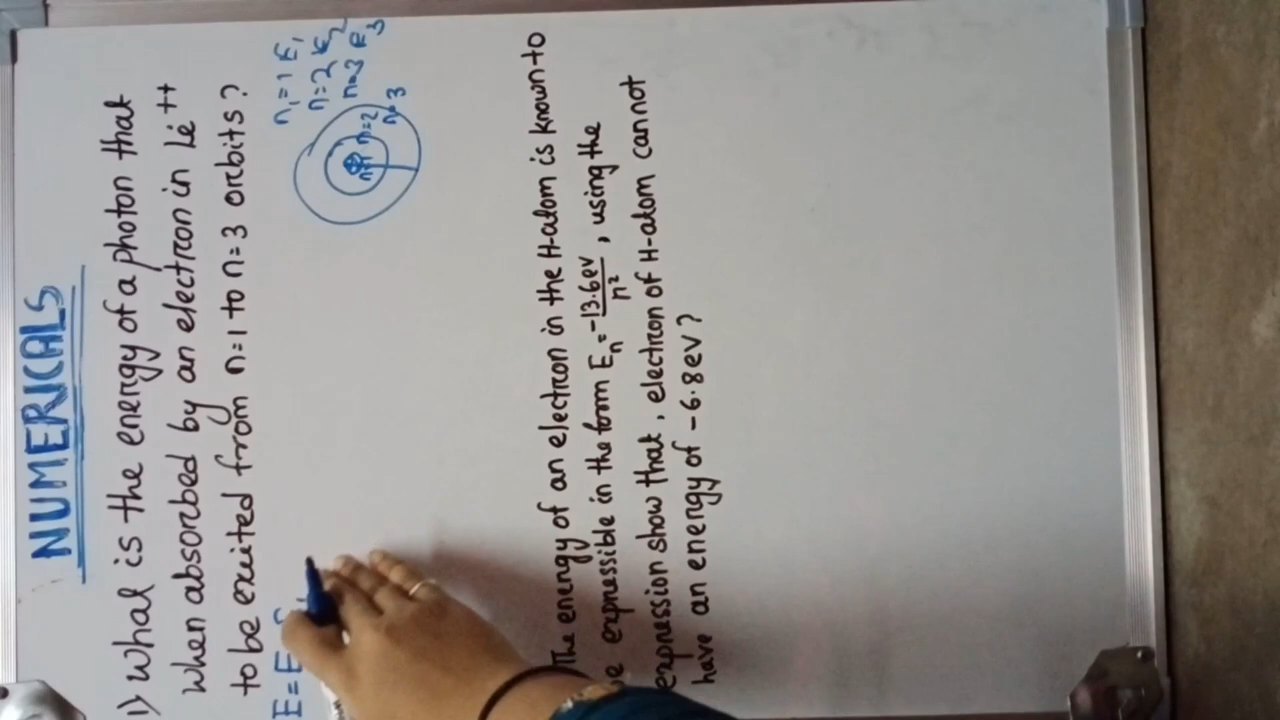 NUMERICALS
1) What is the energy of a photon that
when absorbed by an electron in Li++
to be excited from n=1 to n=3 orbits?
n₁=1 E₁
n=2 E₂
n=3 E₃
n=1 n=2
n=3
E = E
The energy of an electron in the H-atom is known to
be expressible in the form Eₙ = -13.6ev/n², using the
expression show that, electron of H-atom cannot
have an energy of -6.8ev?